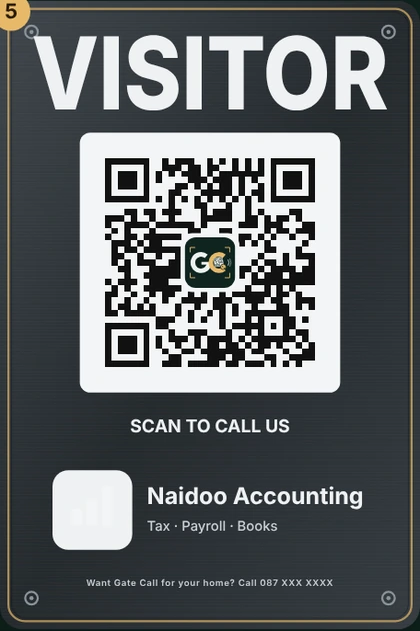 5
VISITOR
GC
SCAN TO CALL US
Naidoo Accounting
Tax · Payroll · Books
Want Gate Call for your home? Call 087 XXX XXXX